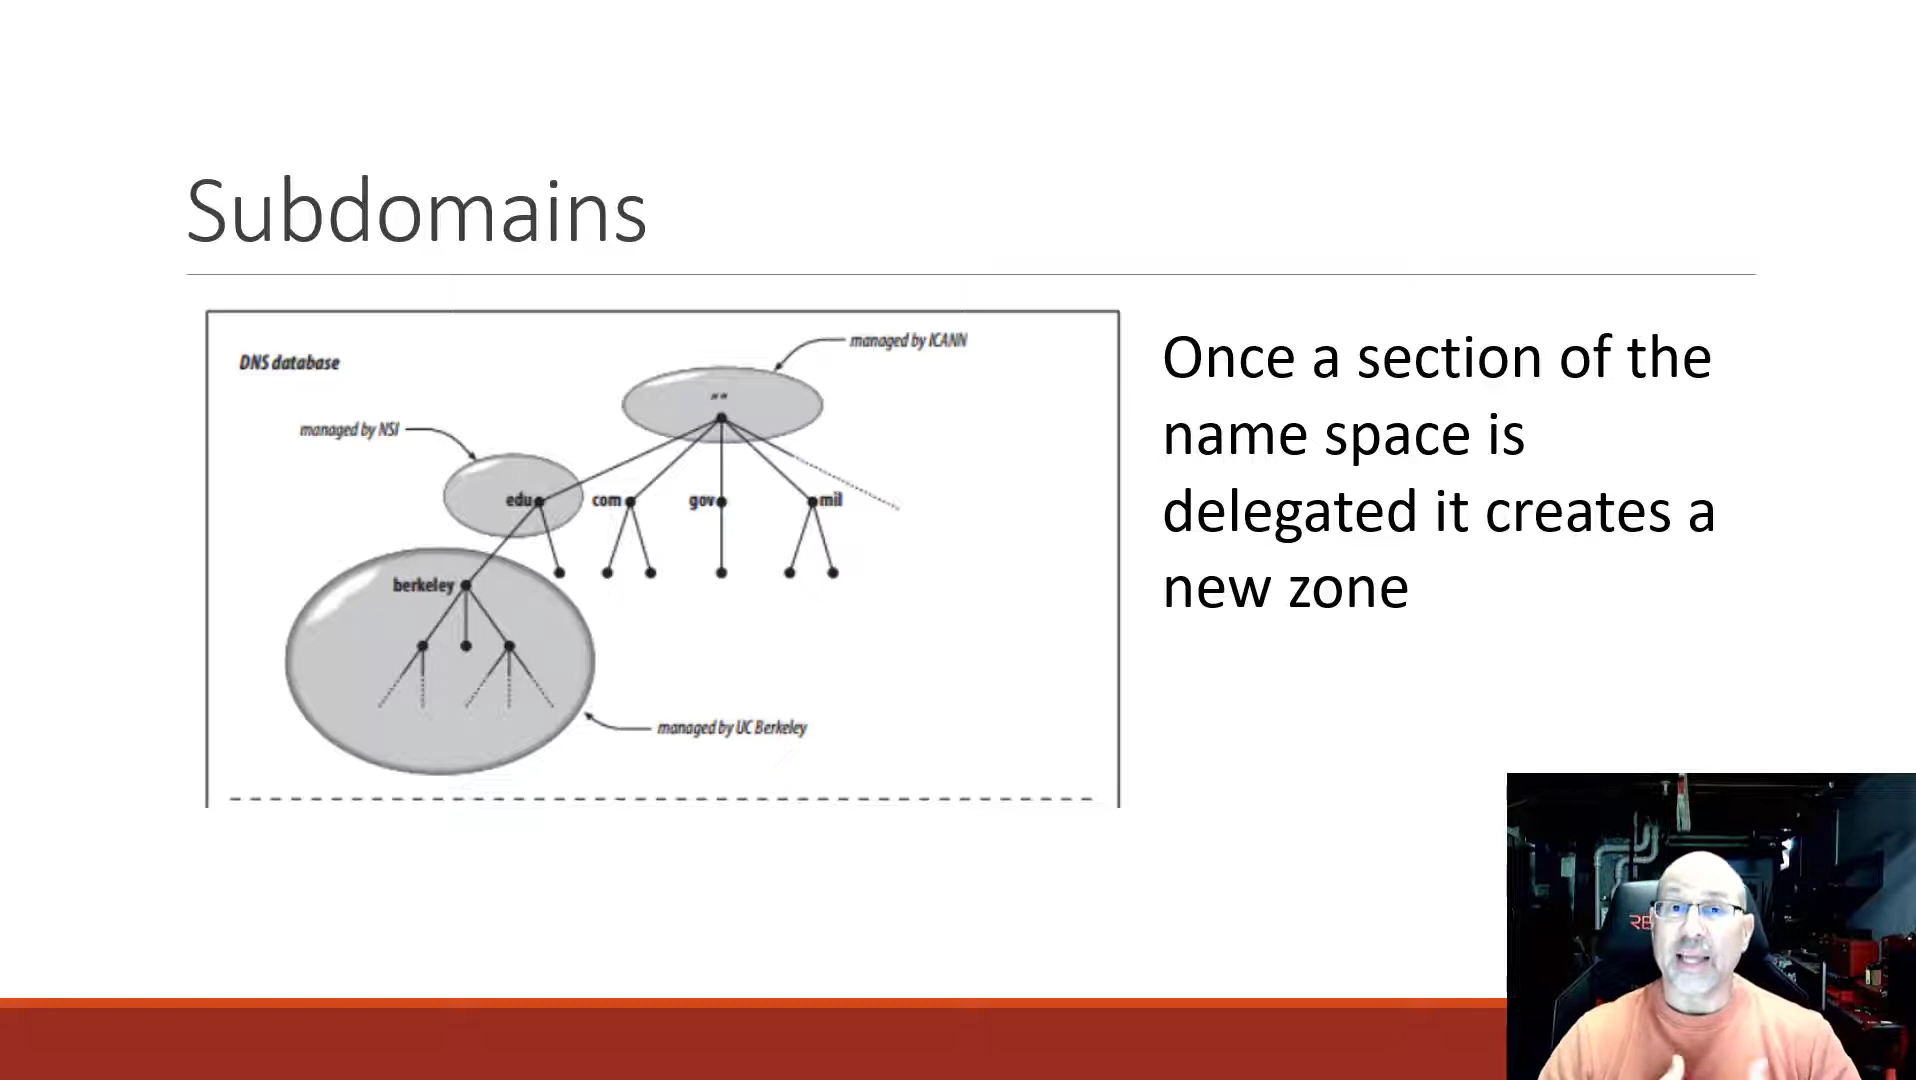 Subdomains
DNS database
managed by ICANN
" "
managed by NSI
edu
com
gov
mil
berkeley
managed by UC Berkeley
Once a section of the
name space is
delegated it creates a
new zone